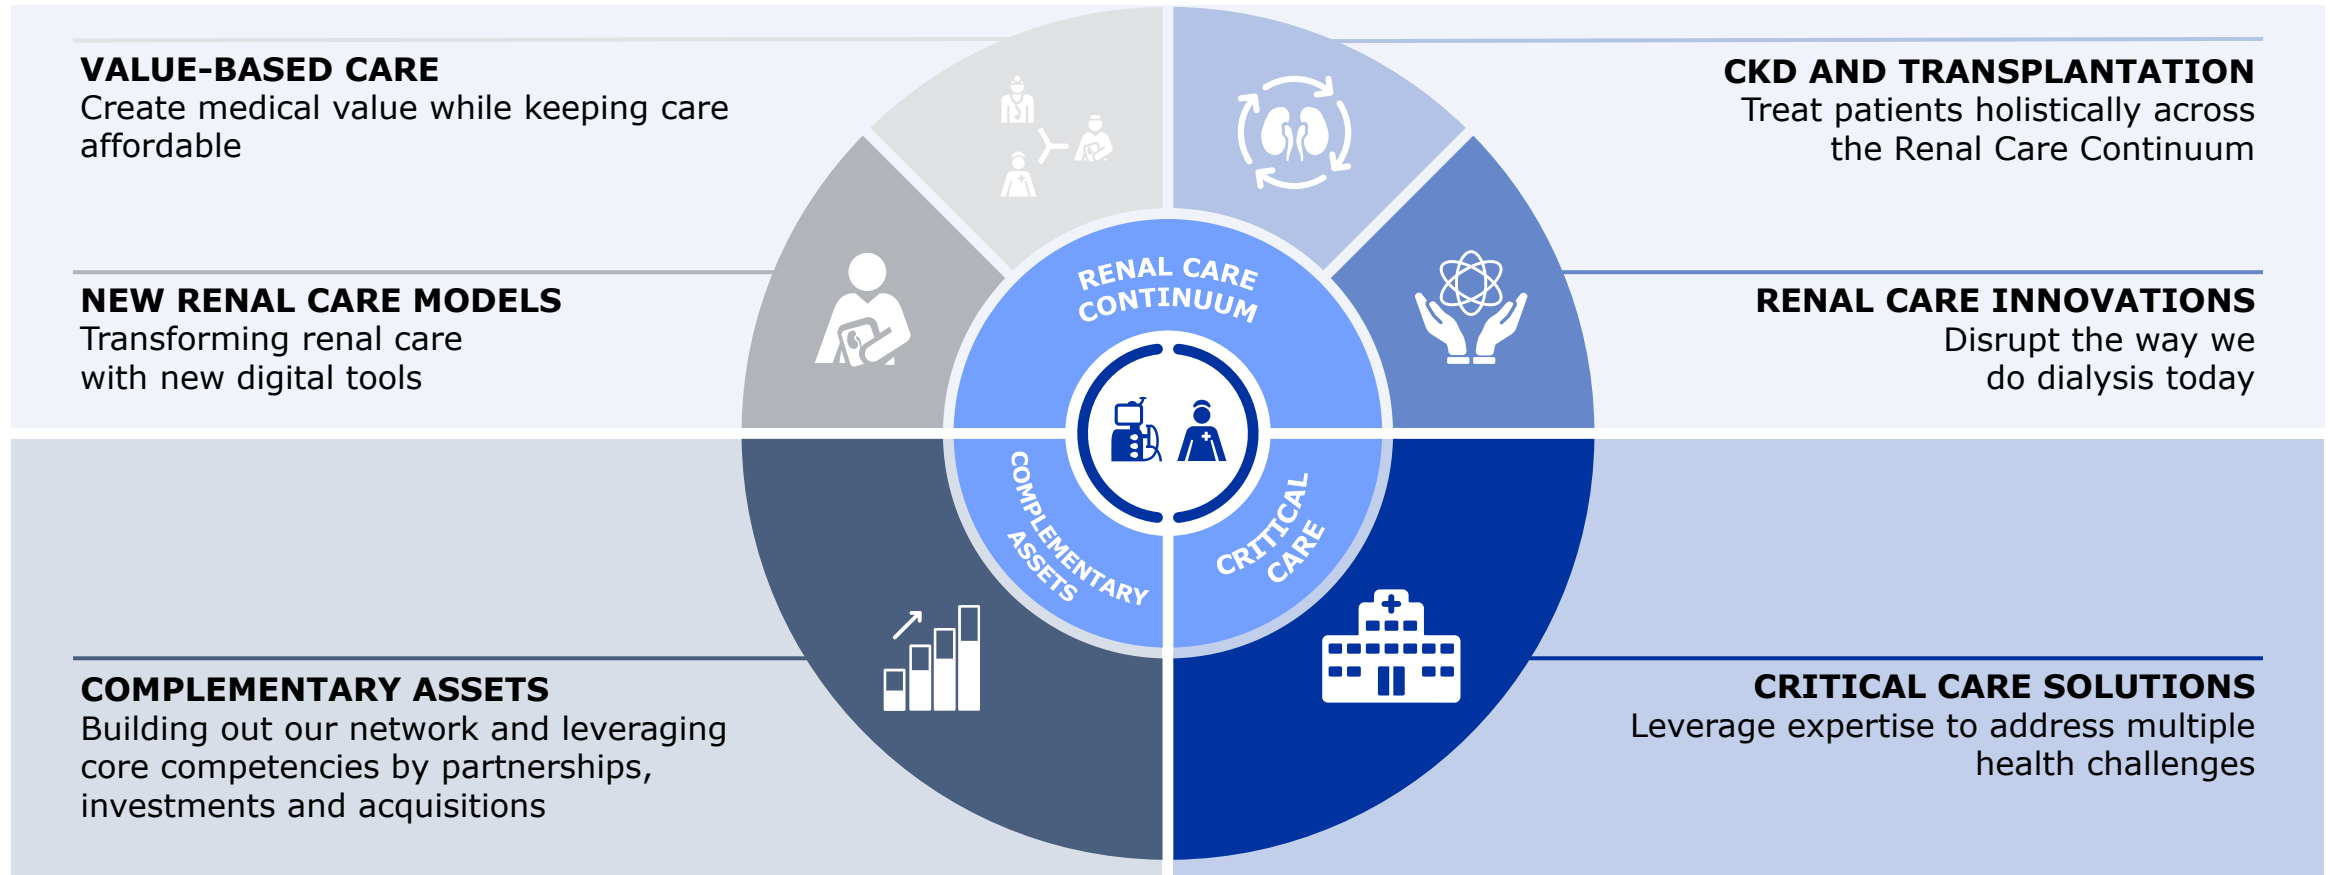 VALUE-BASED CARE
Create medical value while keeping care
affordable
NEW RENAL CARE MODELS
Transforming renal care
with new digital tools
CKD AND TRANSPLANTATION
Treat patients holistically across
the Renal Care Continuum
RENAL CARE INNOVATIONS
Disrupt the way we
do dialysis today
RENAL CARE
CONTINUUM
COMPLEMENTARY
ASSETS
CRITICAL
CARE
COMPLEMENTARY ASSETS
Building out our network and leveraging
core competencies by partnerships,
investments and acquisitions
CRITICAL CARE SOLUTIONS
Leverage expertise to address multiple
health challenges